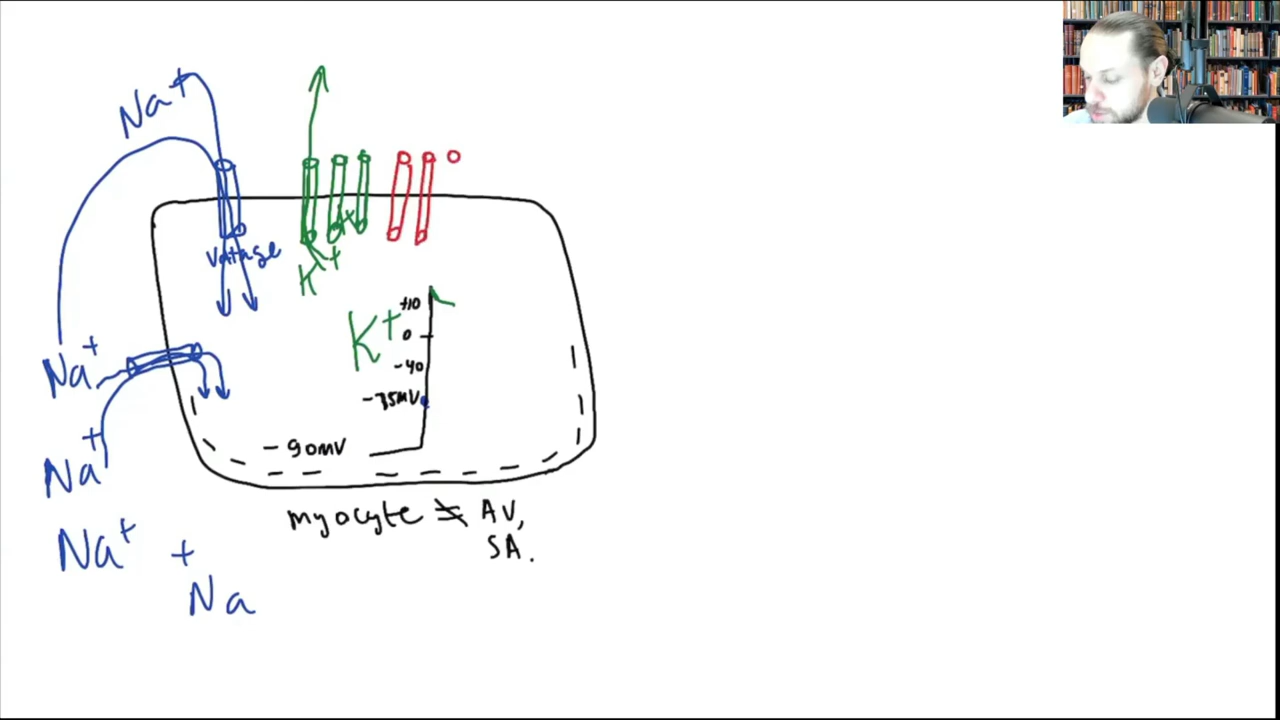 Na+
Voltage
K+
K+
+10
0
-40
-75mV
-90mV
Na+
Na+
Na+
+
Na
myocyte ≠ AV,
SA.